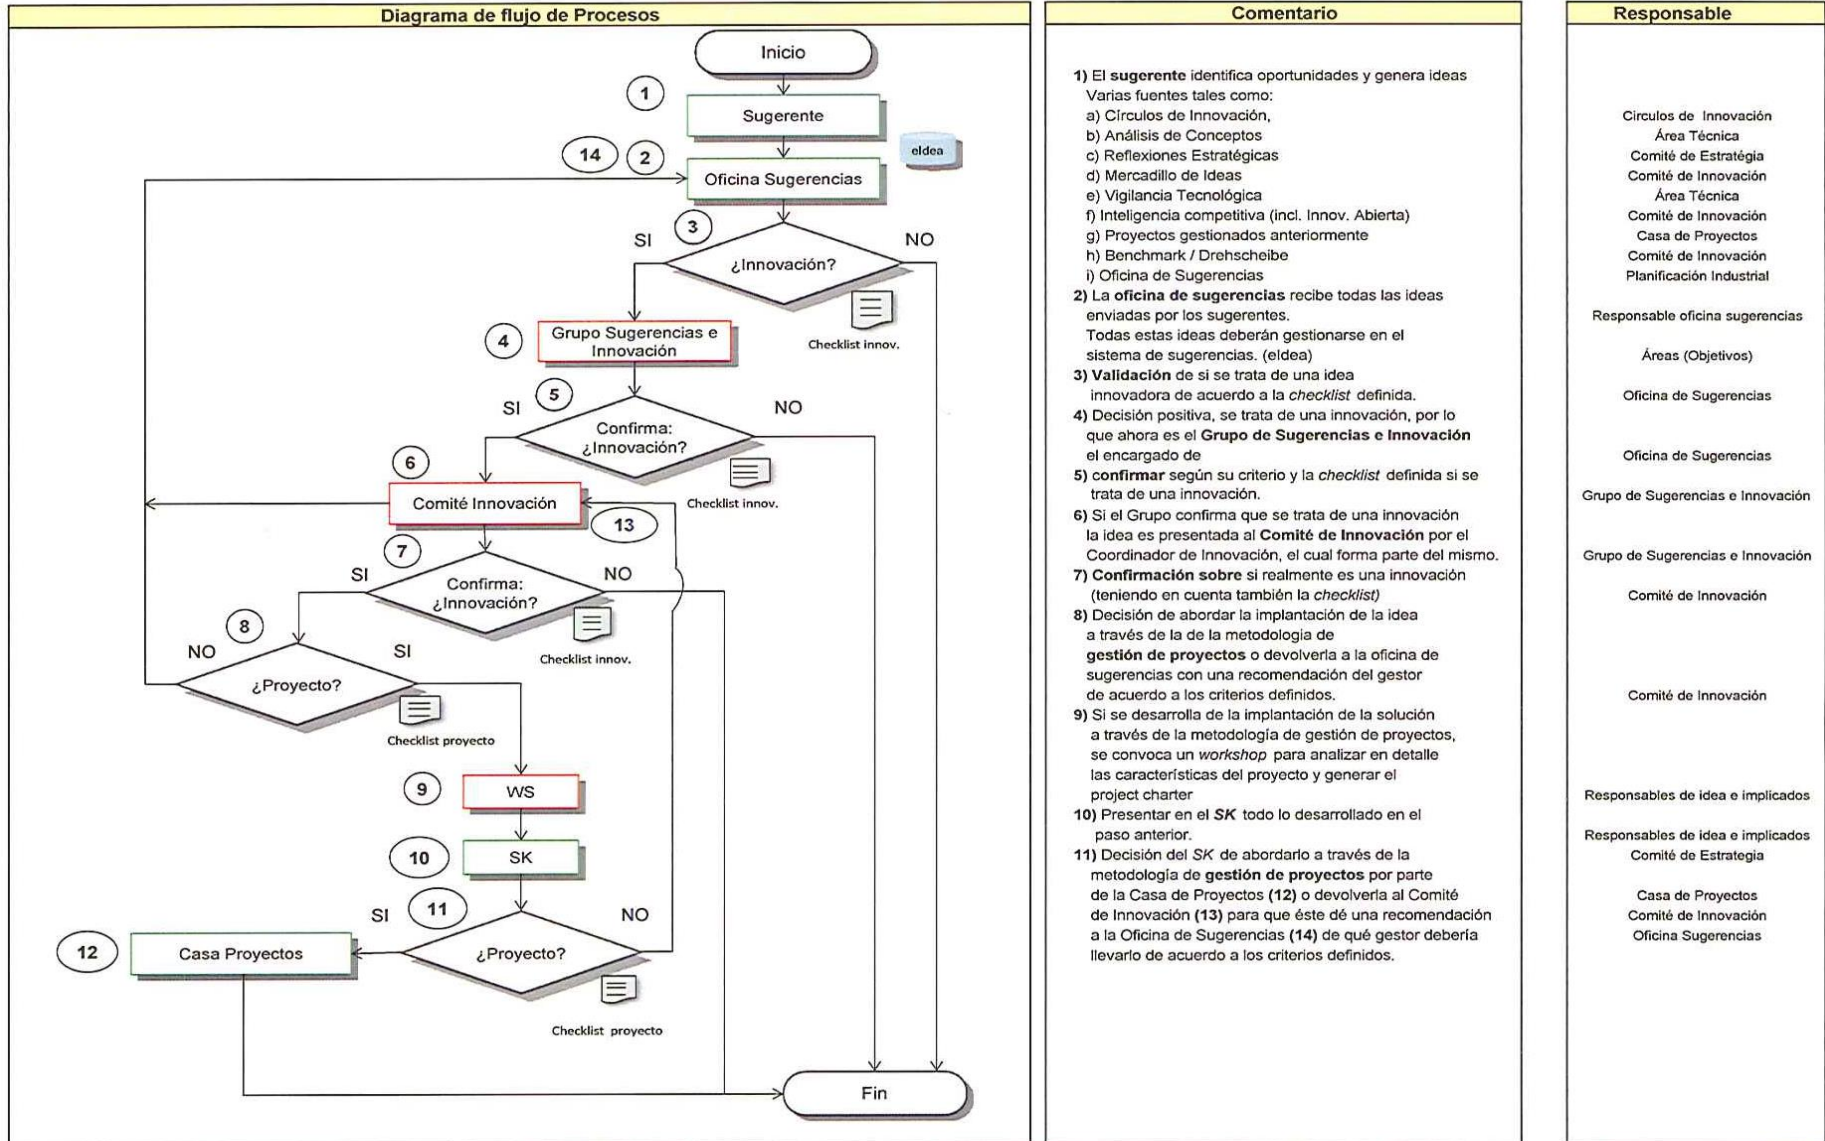 Diagrama de flujo de Procesos
Inicio
1
Sugerente
eIdea
14
2
Oficina Sugerencias
3
SI
NO
¿Innovación?
Checklist innov.
4
Grupo Sugerencias e
Innovación
5
SI
NO
Confirma:
¿Innovación?
Checklist innov.
6
Comité Innovación
13
7
SI
NO
Confirma:
¿Innovación?
Checklist innov.
8
NO
SI
¿Proyecto?
Checklist proyecto
9
WS
10
SK
11
SI
NO
¿Proyecto?
Checklist proyecto
12
Casa Proyectos
Fin
Comentario
1) El sugerente identifica oportunidades y genera ideas
Varias fuentes tales como:
a) Círculos de Innovación,
b) Análisis de Conceptos
c) Reflexiones Estratégicas
d) Mercadillo de Ideas
e) Vigilancia Tecnológica
f) Inteligencia competitiva (incl. Innov. Abierta)
g) Proyectos gestionados anteriormente
h) Benchmark / Drehscheibe
i) Oficina de Sugerencias
2) La oficina de sugerencias recibe todas las ideas
enviadas por los sugerentes.
Todas estas ideas deberán gestionarse en el
sistema de sugerencias. (eIdea)
3) Validación de si se trata de una idea
innovadora de acuerdo a la checklist definida.
4) Decisión positiva, se trata de una innovación, por lo
que ahora es el Grupo de Sugerencias e Innovación
el encargado de
5) confirmar según su criterio y la checklist definida si se
trata de una innovación.
6) Si el Grupo confirma que se trata de una innovación
la idea es presentada al Comité de Innovación por el
Coordinador de Innovación, el cual forma parte del mismo.
7) Confirmación sobre si realmente es una innovación
(teniendo en cuenta también la checklist)
8) Decisión de abordar la implantación de la idea
a través de la de la metodologia de
gestión de proyectos o devolverla a la oficina de
sugerencias con una recomendación del gestor
de acuerdo a los criterios definidos.
9) Si se desarrolla de la implantación de la solución
a través de la metodología de gestión de proyectos,
se convoca un workshop para analizar en detalle
las características del proyecto y generar el
project charter
10) Presentar en el SK todo lo desarrollado en el
paso anterior.
11) Decisión del SK de abordarlo a través de la
metodología de gestión de proyectos por parte
de la Casa de Proyectos (12) o devolverla al Comité
de Innovación (13) para que éste dé una recomendación
a la Oficina de Sugerencias (14) de qué gestor debería
llevarlo de acuerdo a los criterios definidos.
Responsable
Círculos de Innovación
Área Técnica
Comité de Estratégia
Comité de Innovación
Área Técnica
Comité de Innovación
Casa de Proyectos
Comité de Innovación
Planificación Industrial
Responsable oficina sugerencias
Áreas (Objetivos)
Oficina de Sugerencias
Oficina de Sugerencias
Grupo de Sugerencias e Innovación
Grupo de Sugerencias e Innovación
Comité de Innovación
Comité de Innovación
Responsables de idea e implicados
Responsables de idea e implicados
Comité de Estrategia
Casa de Proyectos
Comité de Innovación
Oficina Sugerencias